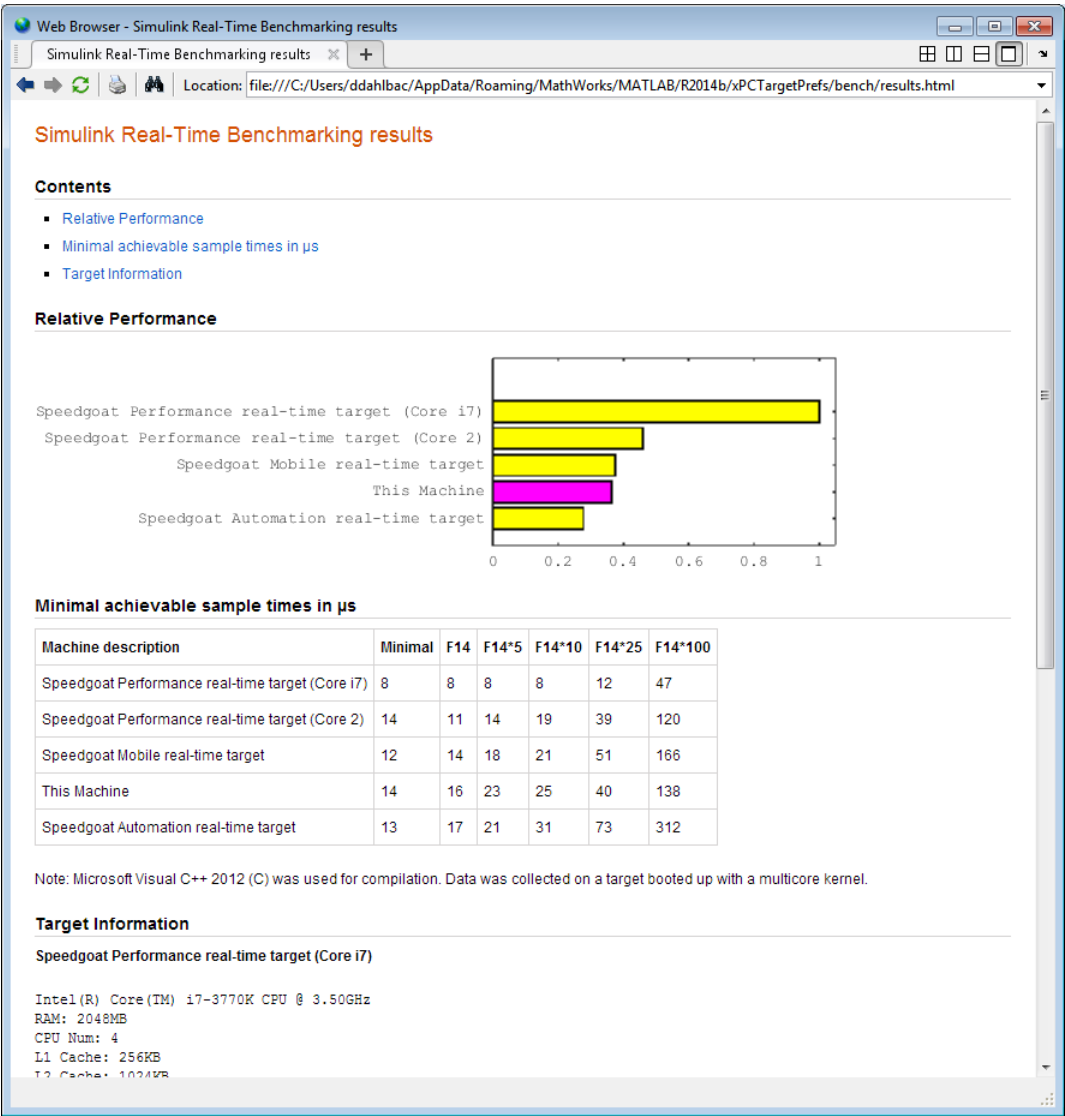 Web Browser - Simulink Real-Time Benchmarking results
Simulink Real-Time Benchmarking results
Location: file:///C:/Users/ddahlbac/AppData/Roaming/MathWorks/MATLAB/R2014b/xPCTargetPrefs/bench/results.html
Simulink Real-Time Benchmarking results
Contents
Relative Performance
Minimal achievable sample times in µs
Target Information
Relative Performance
Speedgoat Performance real-time target (Core i7)
Speedgoat Performance real-time target (Core 2)
Speedgoat Mobile real-time target
This Machine
Speedgoat Automation real-time target
0 0.2 0.4 0.6 0.8 1
Minimal achievable sample times in µs
Machine description Minimal F14 F14*5 F14*10 F14*25 F14*100
Speedgoat Performance real-time target (Core i7) 8 8 8 8 12 47
Speedgoat Performance real-time target (Core 2) 14 11 14 19 39 120
Speedgoat Mobile real-time target 12 14 18 21 51 166
This Machine 14 16 23 25 40 138
Speedgoat Automation real-time target 13 17 21 31 73 312
Note: Microsoft Visual C++ 2012 (C) was used for compilation. Data was collected on a target booted up with a multicore kernel.
Target Information
Speedgoat Performance real-time target (Core i7)
Intel(R) Core(TM) i7-3770K CPU @ 3.50GHz
RAM: 2048MB
CPU Num: 4
L1 Cache: 256KB
L2 Cache: 1024KB